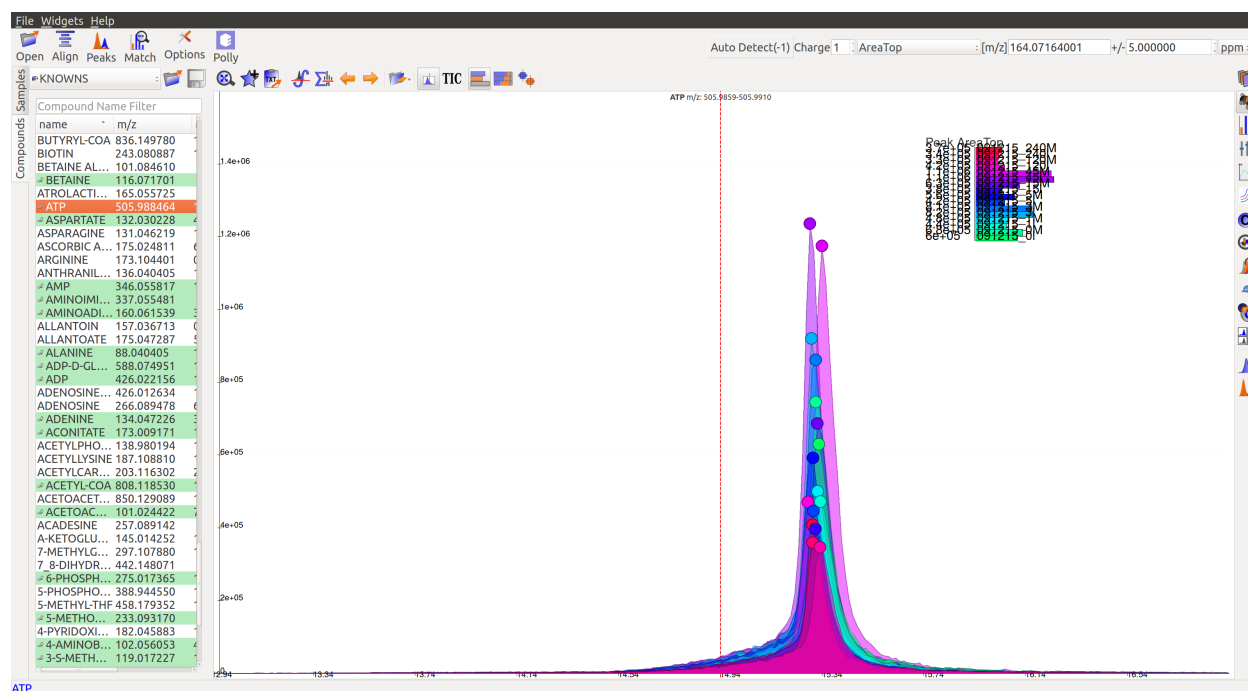 File Widgets Help
Open Align Peaks Match Options Polly
Auto Detect(-1) Charge 1 AreaTop [m/z] 164.07164001 +/- 5.000000 ppm
Samples
Compounds
KNOWNS
TXT TIC
Compound Name Filter
name m/z
BUTYRYL-COA 836.149780
BIOTIN 243.080887
BETAINE AL... 101.084610
BETAINE 116.071701
ATROLACTI... 165.055725
ATP 505.988464
ASPARTATE 132.030228
ASPARAGINE 131.046219
ASCORBIC A... 175.024811
ARGININE 173.104401
ANTHRANIL... 136.040405
AMP 346.055817
AMINOIMI... 337.055481
AMINOADI... 160.061539
ALLANTOIN 157.036713
ALLANTOATE 175.047287
ALANINE 88.040405
ADP-D-GL... 588.074951
ADP 426.022156
ADENOSINE... 426.012634
ADENOSINE 266.089478
ADENINE 134.047226
ACONITATE 173.009171
ACETYLPHO... 138.980194
ACETYLLYSINE 187.108810
ACETYLCAR... 203.116302
ACETYL-COA 808.118530
ACETOACET... 850.129089
ACETOAC... 101.024422
ACADESINE 257.089142
A-KETOGLU... 145.014252
7-METHYLG... 297.107880
7_8-DIHYDR... 442.148071
6-PHOSPH... 275.017365
5-PHOSPHO... 388.944550
5-METHYL-THF 458.179352
5-METHO... 233.093170
4-PYRIDOXI... 182.045883
4-AMINOB... 102.056053
3-S-METH... 119.017227
ATP m/z: 505.9859-505.9910
Peak AreaTop
6e+05 091215_0I
1.4e+06
1.2e+06
1e+06
8e+05
6e+05
4e+05
2e+05
0
12.94 13.34 13.74 14.14 14.54 14.94 15.34 15.74 16.14 16.54
ATP